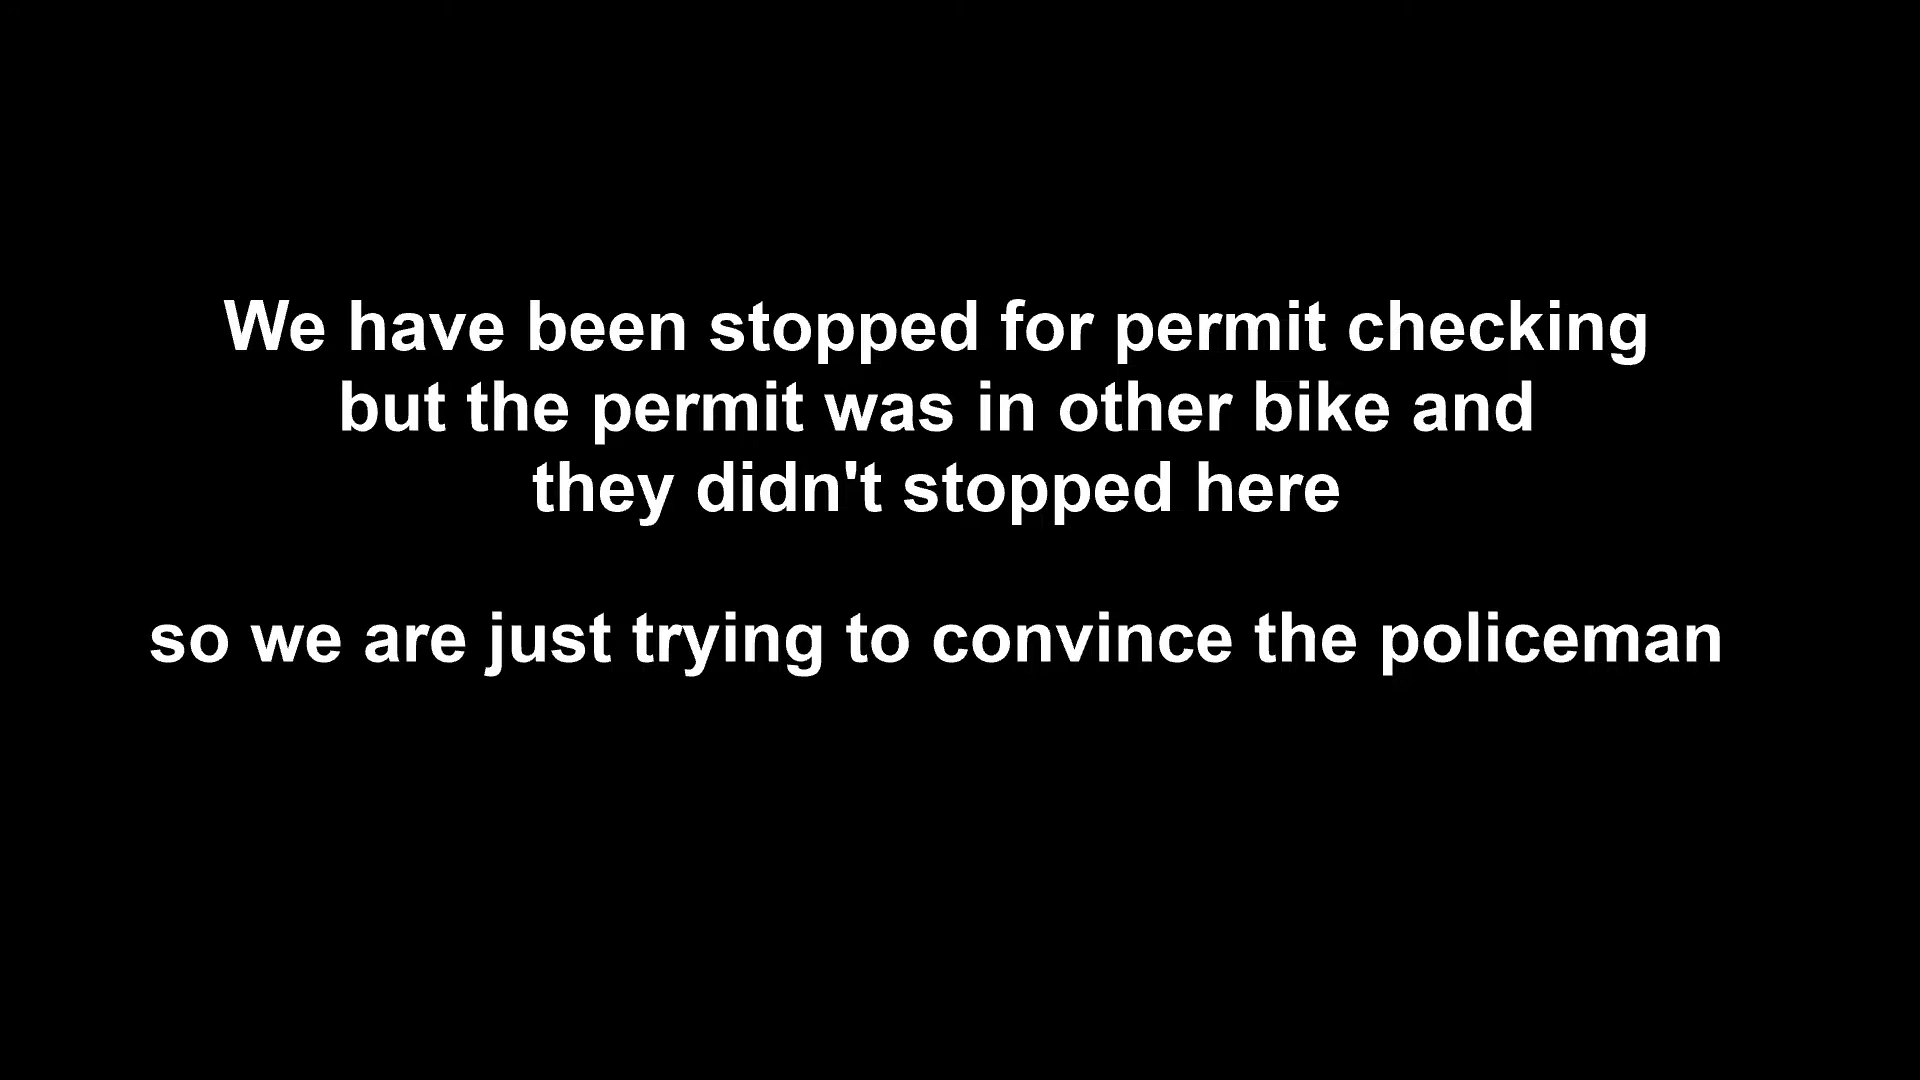 We have been stopped for permit checking
but the permit was in other bike and
they didn't stopped here
so we are just trying to convince the policeman